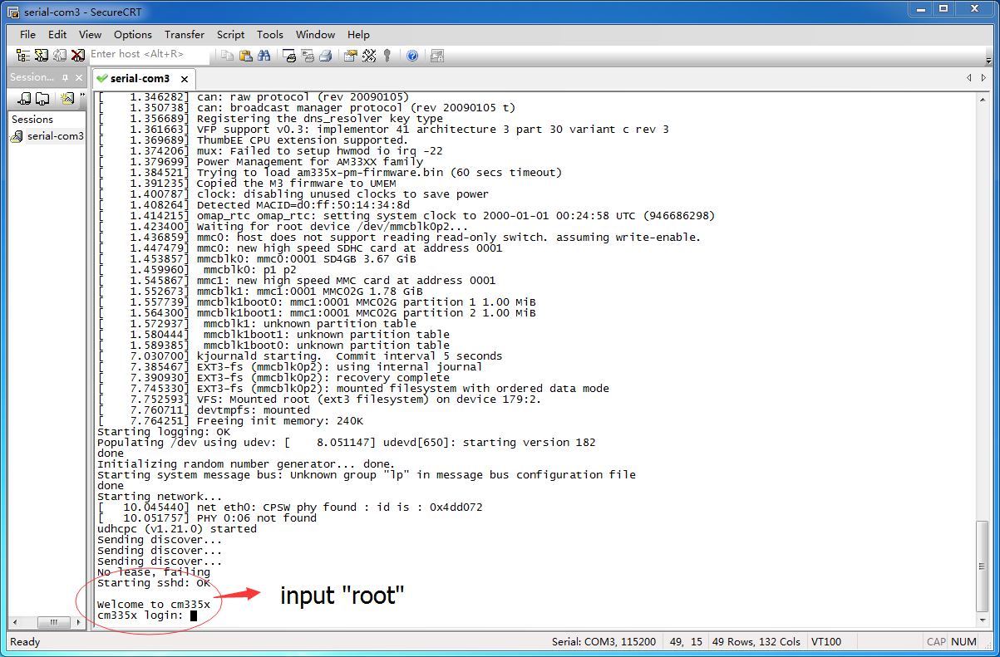 serial-com3 - SecureCRT
File Edit View Options Transfer Script Tools Window Help
Enter host <Alt+R>
Session...
serial-com3
Sessions
serial-com3
[    1.346282] can: raw protocol (rev 20090105)
[    1.350738] can: broadcast manager protocol (rev 20090105 t)
[    1.356689] Registering the dns_resolver key type
[    1.361663] VFP support v0.3: implementor 41 architecture 3 part 30 variant c rev 3
[    1.369689] ThumbEE CPU extension supported.
[    1.374206] mux: Failed to setup hwmod io irq -22
[    1.379699] Power Management for AM33XX family
[    1.384521] Trying to load am335x-pm-firmware.bin (60 secs timeout)
[    1.391235] Copied the M3 firmware to UMEM
[    1.400787] clock: disabling unused clocks to save power
[    1.408264] Detected MACID=d0:ff:50:14:34:8d
[    1.414215] omap_rtc omap_rtc: setting system clock to 2000-01-01 00:24:58 UTC (946686298)
[    1.423400] Waiting for root device /dev/mmcblk0p2...
[    1.436859] mmc0: host does not support reading read-only switch. assuming write-enable.
[    1.447479] mmc0: new high speed SDHC card at address 0001
[    1.453857] mmcblk0: mmc0:0001 SD4GB 3.67 GiB
[    1.459960]  mmcblk0: p1 p2
[    1.545867] mmc1: new high speed MMC card at address 0001
[    1.552673] mmcblk1: mmc1:0001 MMC02G 1.78 GiB
[    1.557739] mmcblk1boot0: mmc1:0001 MMC02G partition 1 1.00 MiB
[    1.564300] mmcblk1boot1: mmc1:0001 MMC02G partition 2 1.00 MiB
[    1.572937]  mmcblk1: unknown partition table
[    1.580444]  mmcblk1boot1: unknown partition table
[    1.589385]  mmcblk1boot0: unknown partition table
[    7.030700] kjournald starting.  Commit interval 5 seconds
[    7.385467] EXT3-fs (mmcblk0p2): using internal journal
[    7.390930] EXT3-fs (mmcblk0p2): recovery complete
[    7.745330] EXT3-fs (mmcblk0p2): mounted filesystem with ordered data mode
[    7.752593] VFS: Mounted root (ext3 filesystem) on device 179:2.
[    7.760711] devtmpfs: mounted
[    7.764251] Freeing init memory: 240K
Starting logging: OK
Populating /dev using udev: [    8.051147] udevd[650]: starting version 182
done
Initializing random number generator... done.
Starting system message bus: Unknown group "lp" in message bus configuration file
done
Starting network...
[   10.045440] net eth0: CPSW phy found : id is : 0x4dd072
[   10.051757] PHY 0:06 not found
udhcpc (v1.21.0) started
Sending discover...
Sending discover...
Sending discover...
No lease, failing
Starting sshd: OK
Welcome to cm335x
cm335x login:
input "root"
Ready Serial: COM3, 115200 49, 15 49 Rows, 132 Cols VT100 CAP NUM